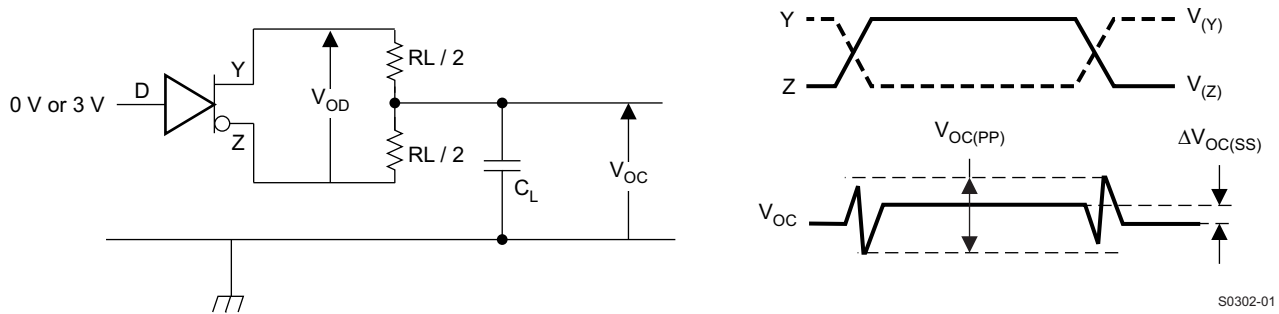 0 V or 3 V
D
Y
Z
V_OD
RL / 2
RL / 2
C_L
V_OC
Y
V_(Y)
Z
V_(Z)
V_OC(PP)
ΔV_OC(SS)
V_OC
S0302-01